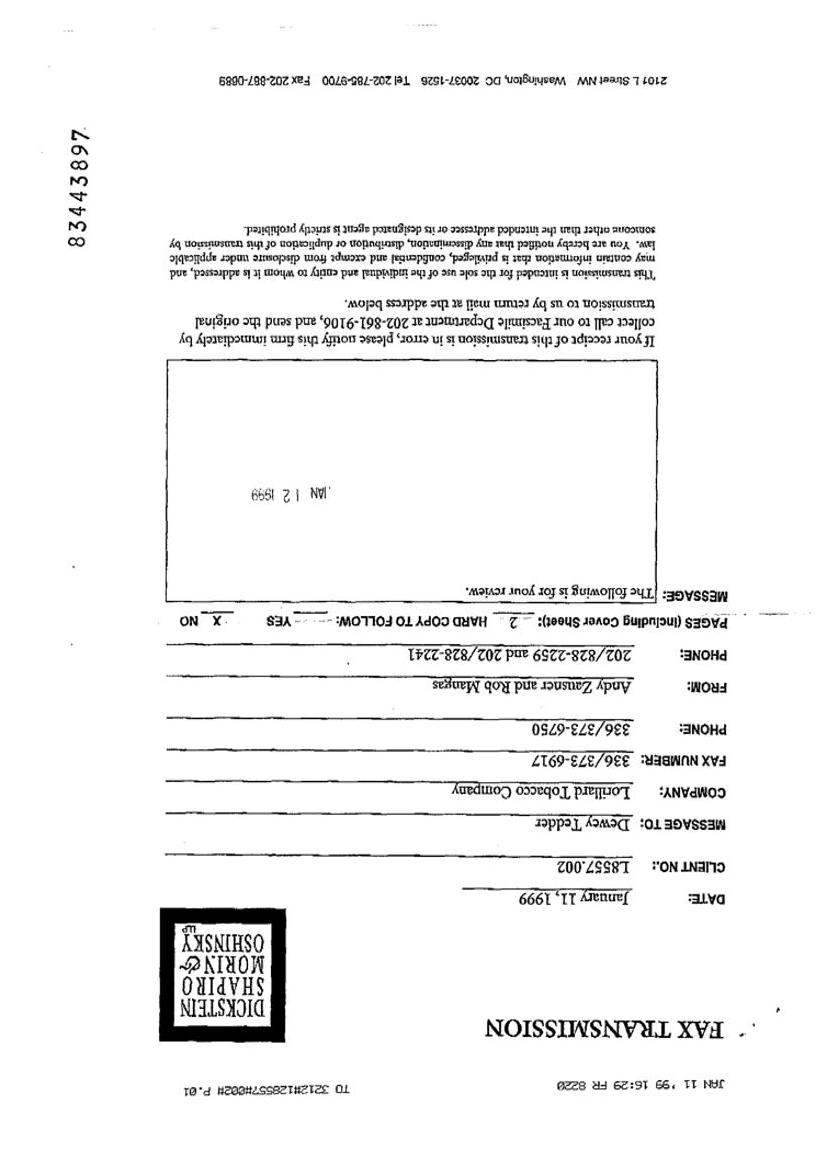 JAN 11 '99 16:29 FR 8220 TO 3212#128557#002# P.01
FAX TRANSMISSION
DICKSTEIN
SHAPIRO
MORIN &
OSHINSKY
LLP
DATE: January 11, 1999
CLIENT NO.: L8557.002
MESSAGE TO: Dewey Tedder
COMPANY: Lorillard Tobacco Company
FAX NUMBER: 336/373-6917
PHONE: 336/373-6750
FROM: Andy Zausner and Rob Mangas
PHONE: 202/828-2259 and 202/828-2241
PAGES (Including Cover Sheet): 2 HARD COPY TO FOLLOW: YES X NO
MESSAGE: The following is for your review.
JAN 12 1999
If your receipt of this transmission is in error, please notify this firm immediately by
collect call to our Facsimile Department at 202-861-9106, and send the original
transmission to us by return mail at the address below.
This transmission is intended for the sole use of the individual and entity to whom it is addressed, and
may contain information that is privileged, confidential and exempt from disclosure under applicable
law. You are hereby notified that any dissemination, distribution or duplication of this transmission by
someone other than the intended addressee or its designated agent is strictly prohibited.
2101 L Street NW Washington, DC 20037-1526 Tel 202-785-9700 Fax 202-887-0689
83443897